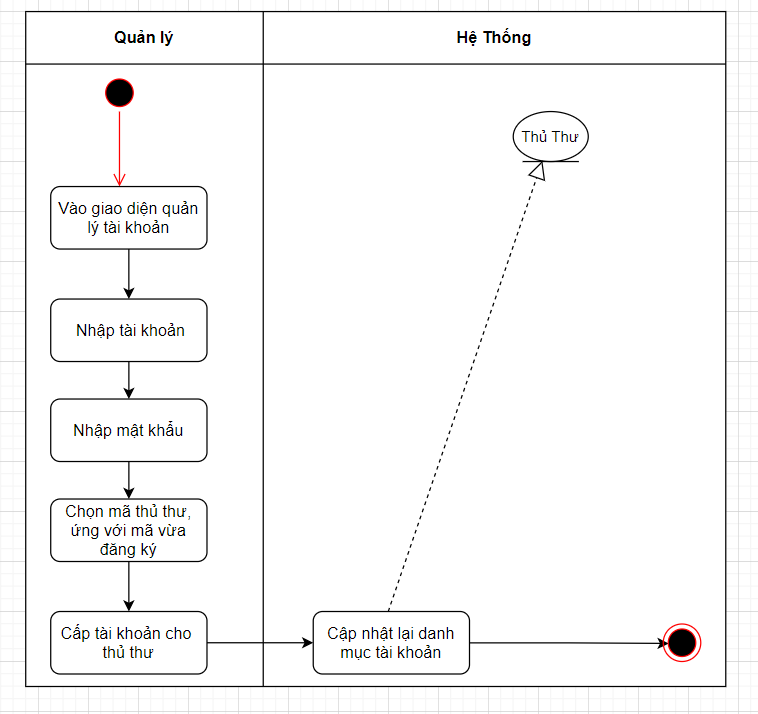 Quản lý
Hệ Thống
Thủ Thư
Vào giao diện quản
lý tài khoản
Nhập tài khoản
Nhập mật khẩu
Chọn mã thủ thư,
ứng với mã vừa
đăng ký
Cấp tài khoản cho
thủ thư
Cập nhật lại danh
mục tài khoản